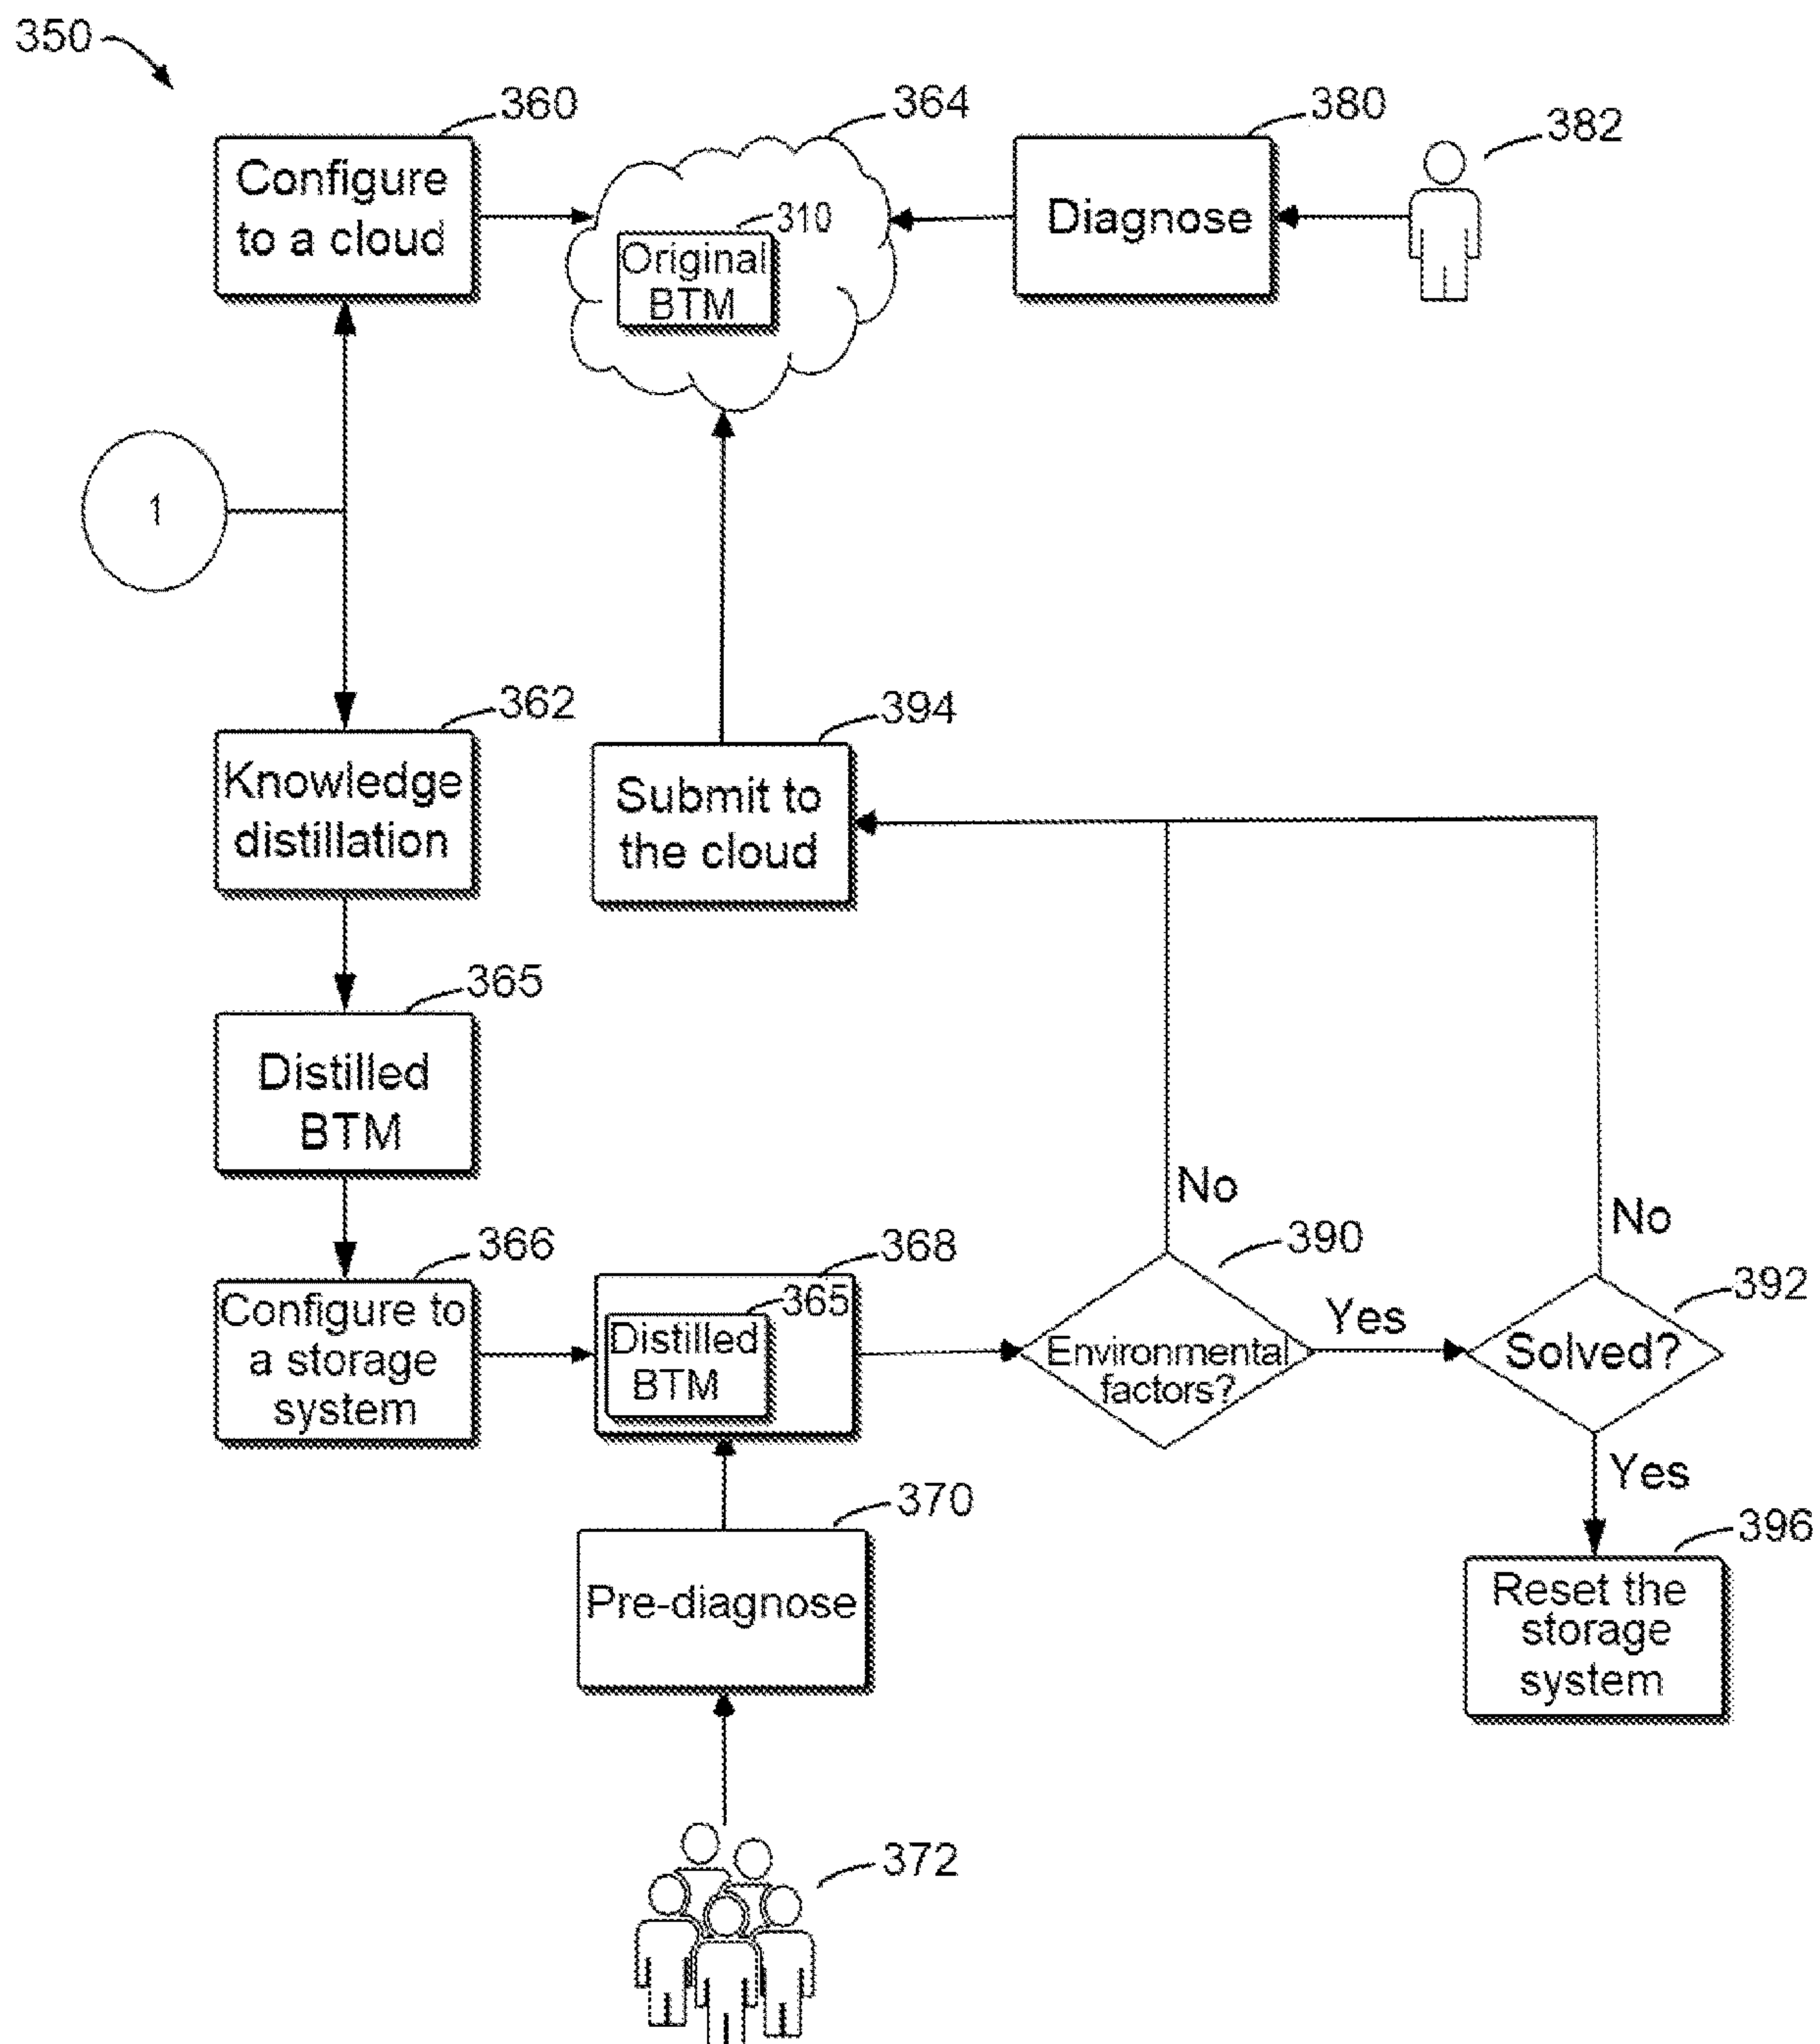 350
360
Configure
to a cloud
364
310
Original
BTM
380
Diagnose
382
1
362
Knowledge
distillation
394
Submit to
the cloud
365
Distilled
BTM
366
Configure to
a storage
system
368
365
Distilled
BTM
No
390
Environmental
factors?
Yes
No
392
Solved?
Yes
370
Pre-diagnose
396
Reset the
storage
system
372